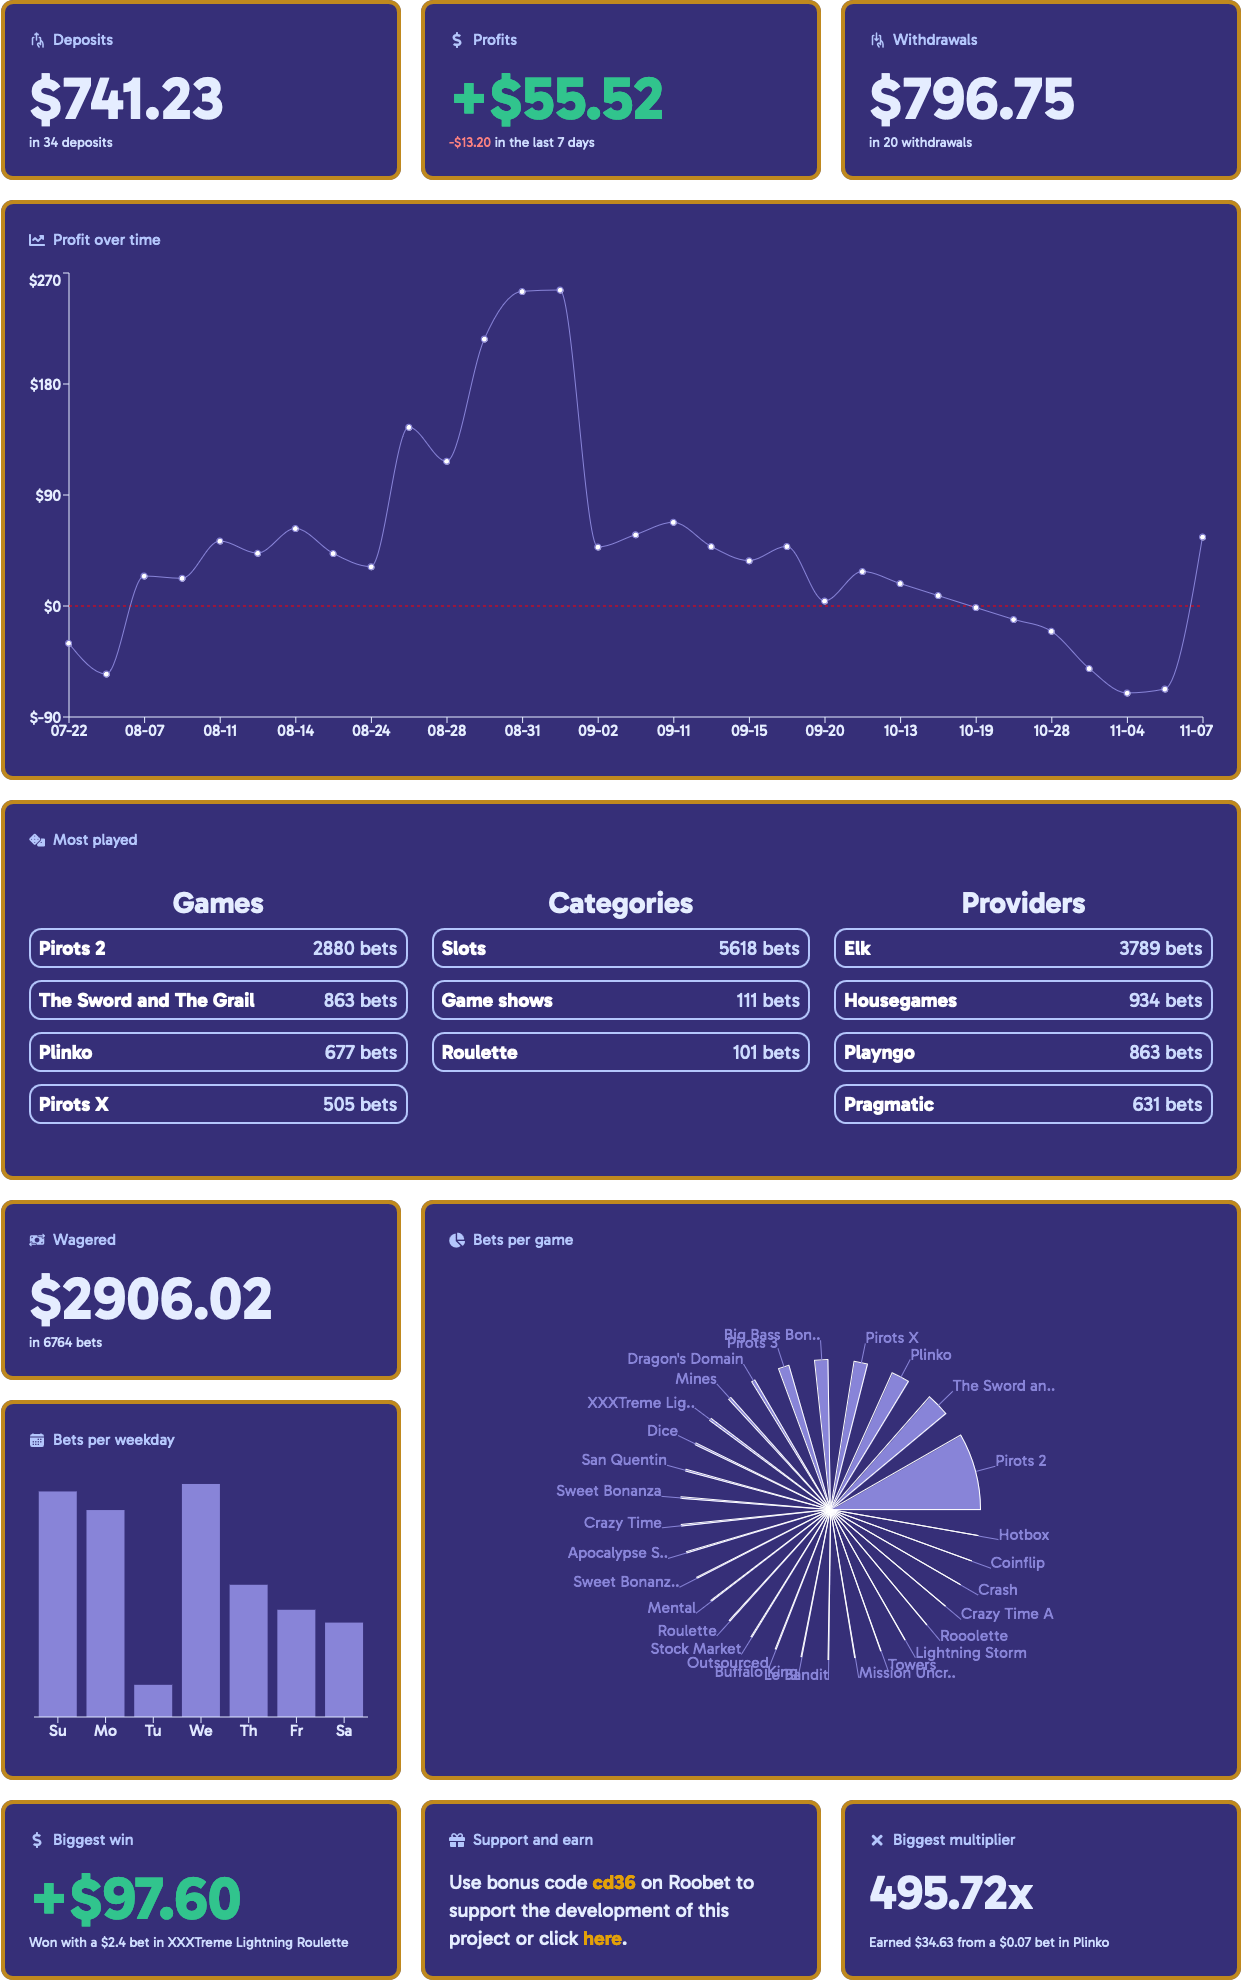 Deposits
$741.23
in 34 deposits
Profits
+$55.52
-$13.20 in the last 7 days
Withdrawals
$796.75
in 20 withdrawals
Profit over time
$270
$180
$90
$0
$-90
07-22 08-07 08-11 08-14 08-24 08-28 08-31 09-02 09-11 09-15 09-20 10-13 10-19 10-28 11-04 11-07
Most played
Games
Pirots 2 2880 bets
The Sword and The Grail 863 bets
Plinko 677 bets
Pirots X 505 bets
Categories
Slots 5618 bets
Game shows 111 bets
Roulette 101 bets
Providers
Elk 3789 bets
Housegames 934 bets
Playngo 863 bets
Pragmatic 631 bets
Wagered
$2906.02
in 6764 bets
Bets per weekday
Su Mo Tu We Th Fr Sa
Bets per game
Big Bass Bon..
Pirots 3
Dragon's Domain
Mines
XXXTreme Lig..
Dice
San Quentin
Sweet Bonanza
Crazy Time
Apocalypse S..
Sweet Bonanz..
Mental
Roulette
Stock Market
Outsourced
Buffalo King
Le Bandit
Pirots X
Plinko
The Sword an..
Pirots 2
Hotbox
Coinflip
Crash
Crazy Time A
Rooolette
Lightning Storm
Towers
Mission Uncr..
Biggest win
+$97.60
Won with a $2.4 bet in XXXTreme Lightning Roulette
Support and earn
Use bonus code cd36 on Roobet to
support the development of this
project or click here.
Biggest multiplier
495.72x
Earned $34.63 from a $0.07 bet in Plinko